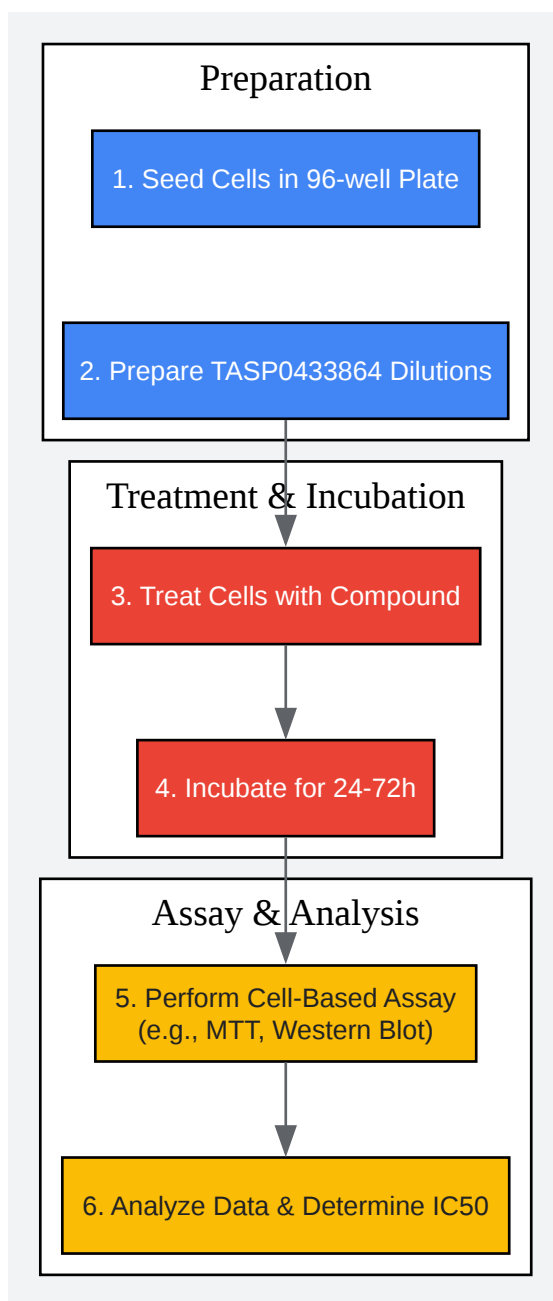 Preparation
1. Seed Cells in 96-well Plate
2. Prepare TASP0433864 Dilutions
Treatment & Incubation
3. Treat Cells with Compound
4. Incubate for 24-72h
Assay & Analysis
5. Perform Cell-Based Assay
(e.g., MTT, Western Blot)
6. Analyze Data & Determine IC50